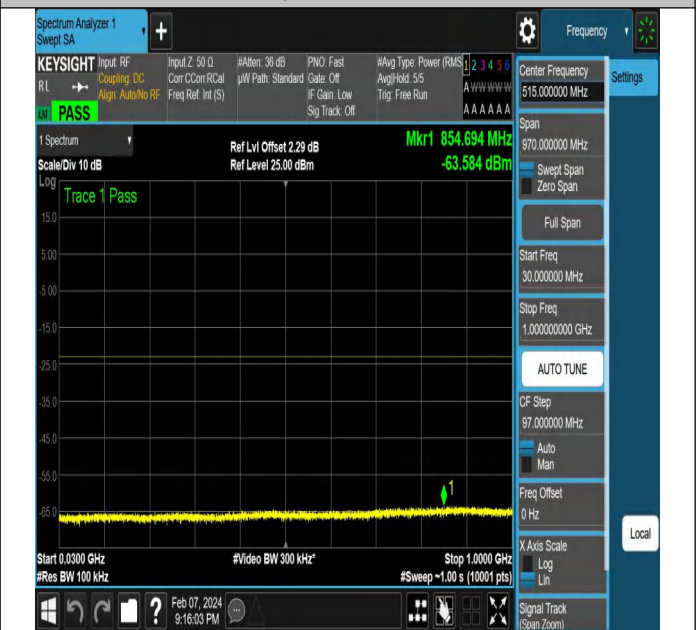 Spectrum Analyzer 1
Swept SA
+
Frequency
KEYSIGHT
RL
Input: RF
Coupling: DC
Align: Auto/No RF
Input Z: 50 Ω
Corr CCorr RCal
Freq Ref: Int (S)
#Atten: 36 dB
µW Path: Standard
PNO: Fast
Gate: Off
IF Gain: Low
Sig Track: Off
#Avg Type: Power (RMS
Avg|Hold: 5/5
Trig: Free Run
1 2 3 4 5 6
A W W W W W
A A A A A A
PASS
1 Spectrum
Scale/Div 10 dB
Ref Lvl Offset 2.29 dB
Ref Level 25.00 dBm
Mkr1 854.694 MHz
-63.584 dBm
Log
Trace 1 Pass
15.0
5.00
-5.00
-15.0
-25.0
-35.0
-45.0
-55.0
-65.0
1
Start 0.0300 GHz
#Res BW 100 kHz
#Video BW 300 kHz*
Stop 1.0000 GHz
#Sweep ~1.00 s (10001 pts)
Center Frequency
515.000000 MHz
Settings
Span
970.000000 MHz
Swept Span
Zero Span
Full Span
Start Freq
30.000000 MHz
Stop Freq
1.000000000 GHz
AUTO TUNE
CF Step
97.000000 MHz
Auto
Man
Freq Offset
0 Hz
X Axis Scale
Log
Lin
Local
Signal Track
(Span Zoom)
?
Feb 07, 2024
9:16:03 PM